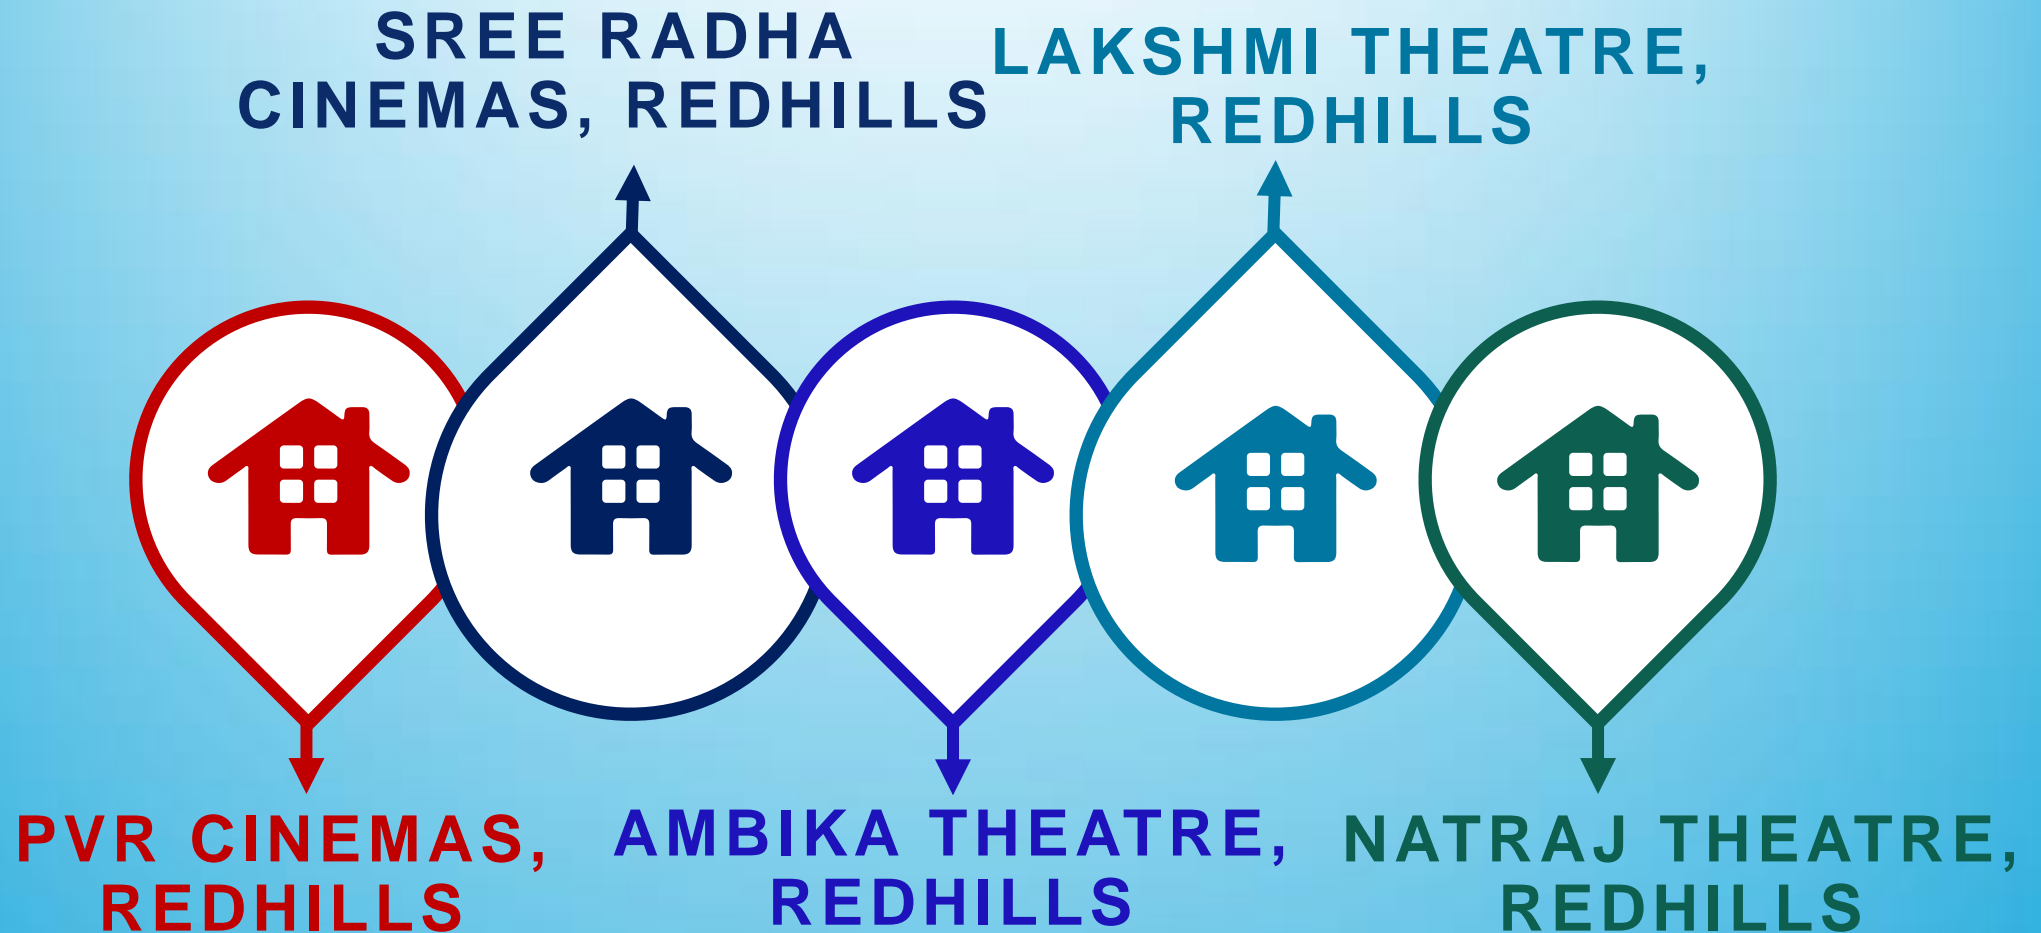 SREE RADHA
CINEMAS, REDHILLS
LAKSHMI THEATRE,
REDHILLS
PVR CINEMAS,
REDHILLS
AMBIKA THEATRE,
REDHILLS
NATRAJ THEATRE,
REDHILLS